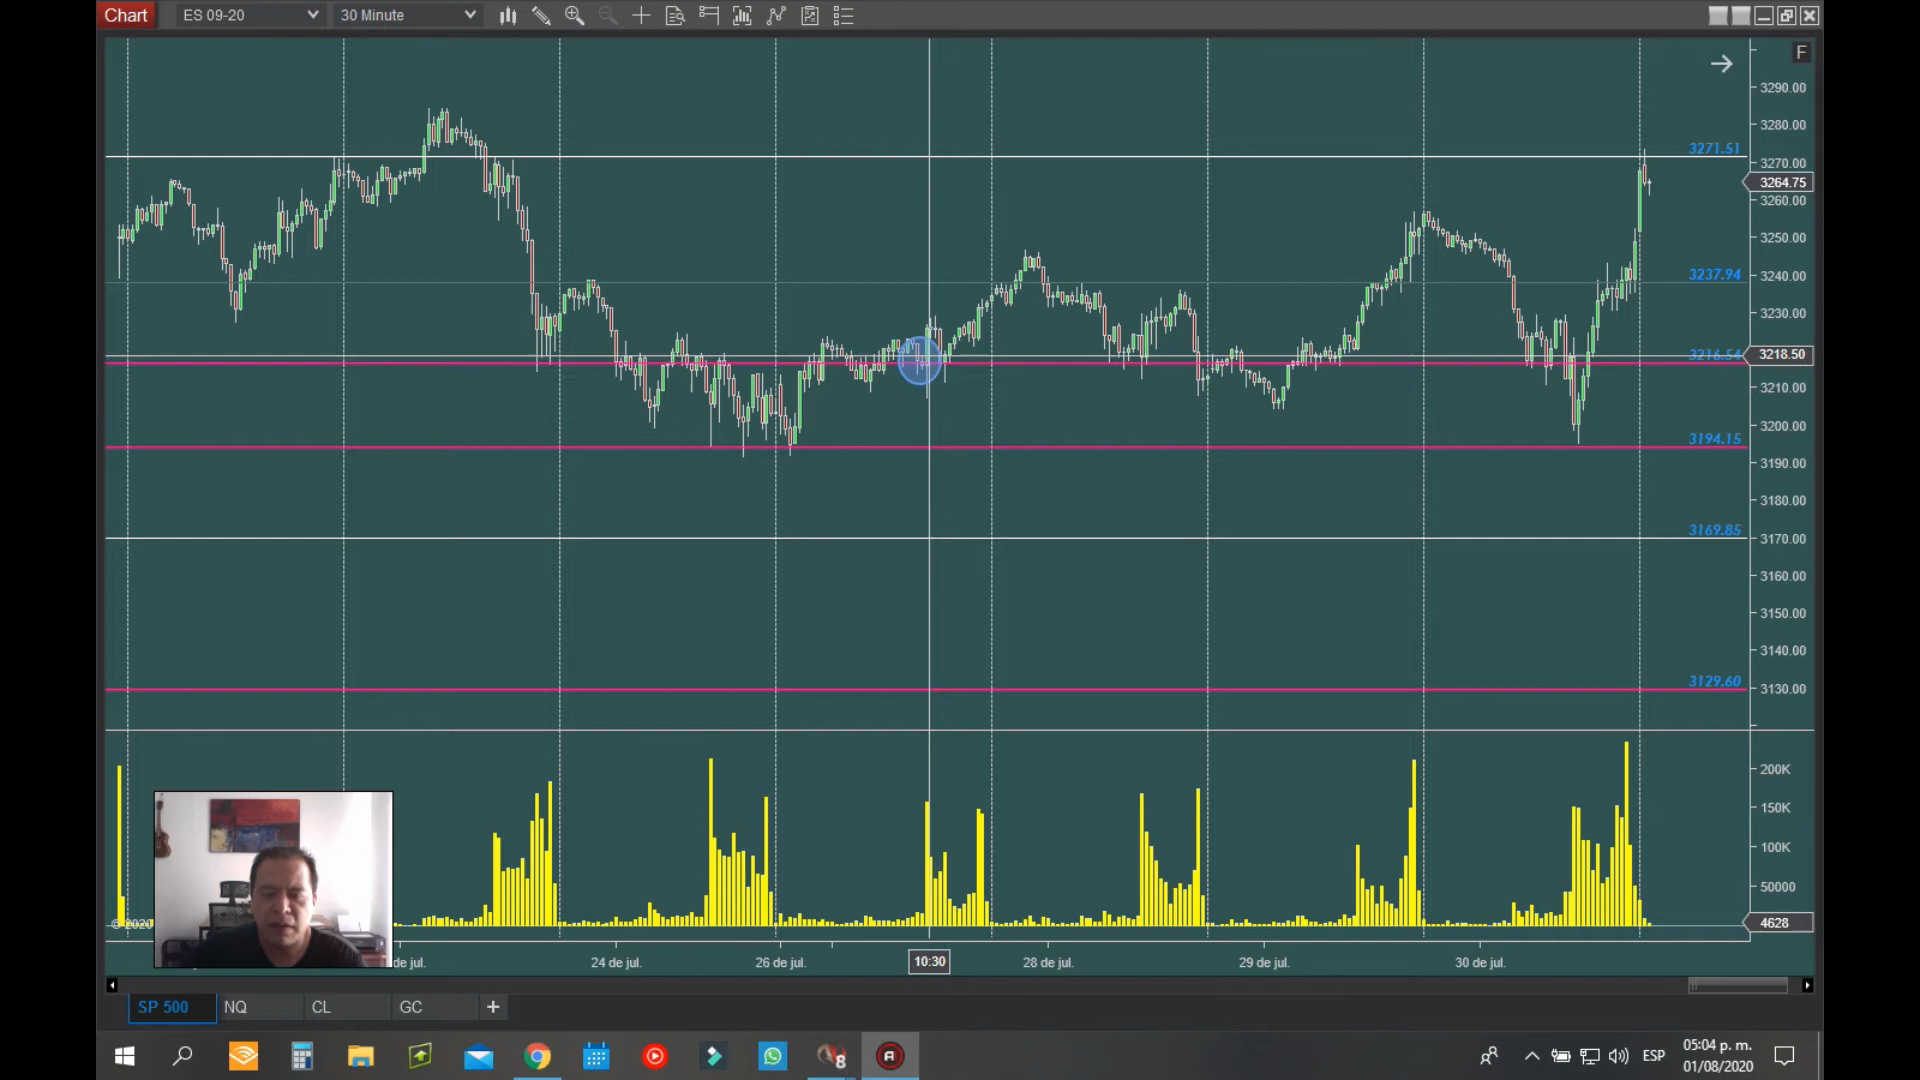 Chart
ES 09-20
30 Minute
F
3290.00
3280.00
3271.51
3270.00
3264.75
3260.00
3250.00
3237.94
3240.00
3230.00
3216.54
3218.50
3210.00
3200.00
3194.15
3190.00
3180.00
3169.85
3170.00
3160.00
3150.00
3140.00
3129.60
3130.00
200K
150K
100K
50000
4628
© 2020
de jul.
24 de jul.
26 de jul.
10:30
28 de jul.
29 de jul.
30 de jul.
SP 500
NQ
CL
GC
+
8
A
ESP
05:04 p. m.
01/08/2020